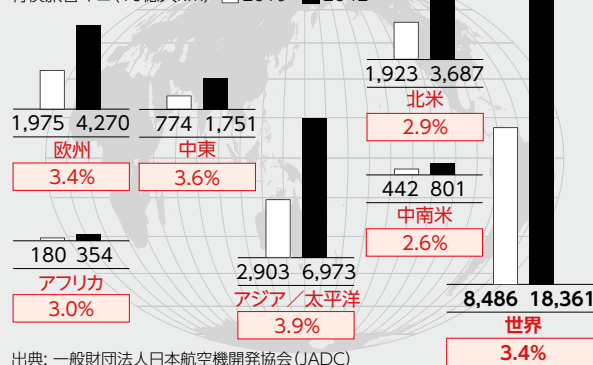 1,923 3,687
北米
2.9%
1,975 4,270
欧州
3.4%
774 1,751
中東
3.6%
442 801
中南米
2.6%
180 354
アフリカ
3.0%
2,903 6,973
アジア／太平洋
3.9%
8,486 18,361
世界
3.4%
出典: 一般財団法人日本航空機開発協会(JADC)